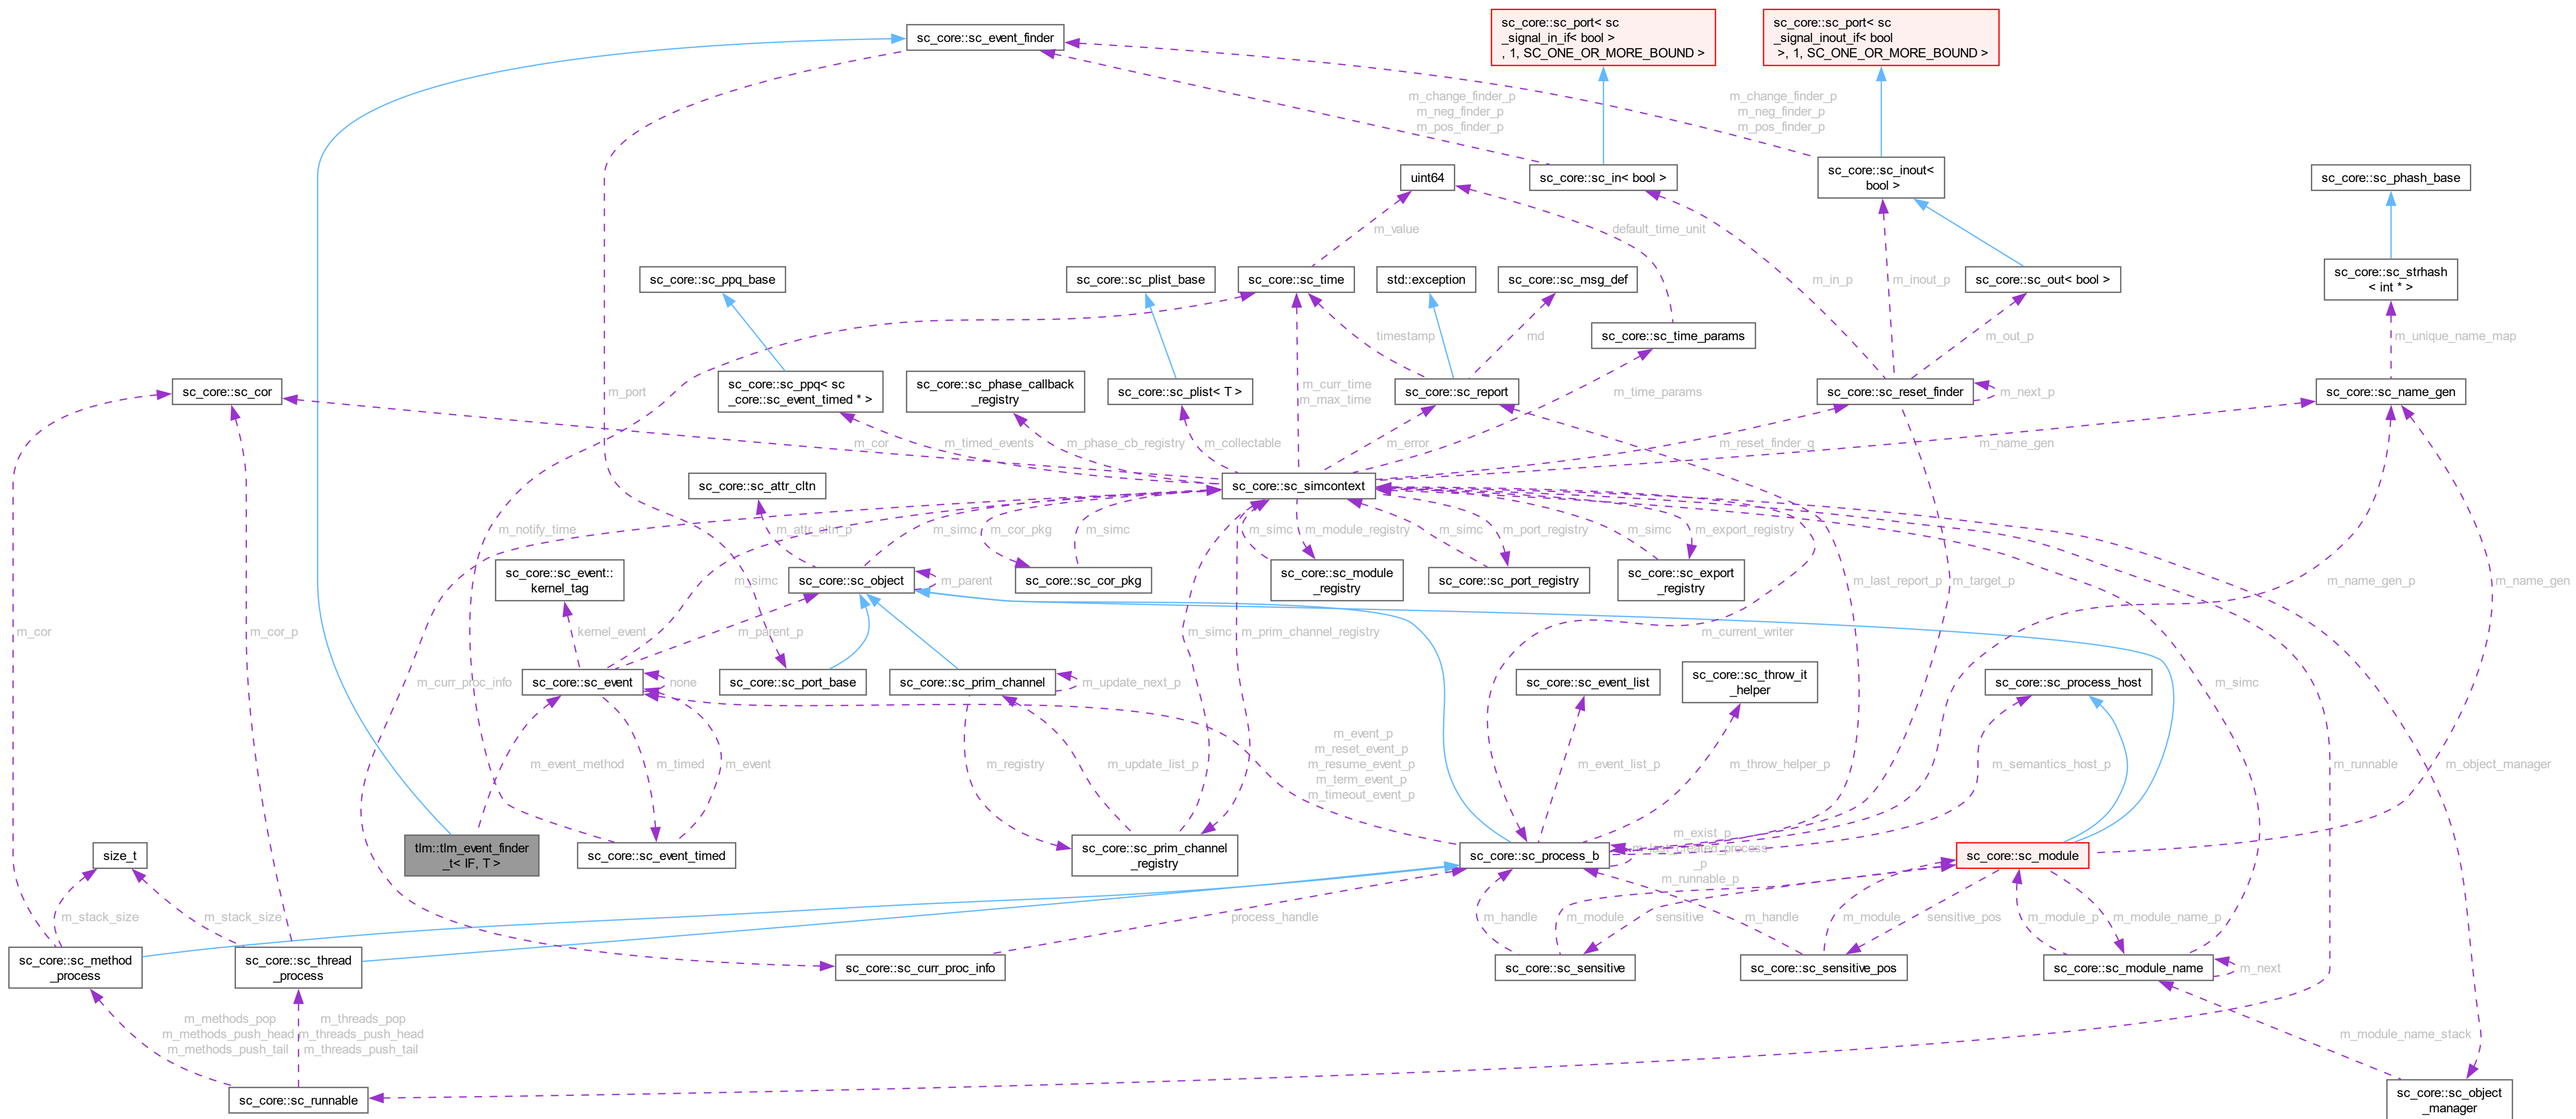 sc_core::sc_port< sc
_signal_in_if< bool >
, 1, SC_ONE_OR_MORE_BOUND >
sc_core::sc_port< sc
_signal_inout_if< bool
 >, 1, SC_ONE_OR_MORE_BOUND >
sc_core::sc_event_finder
m_change_finder_p
m_neg_finder_p
m_pos_finder_p
m_change_finder_p
m_neg_finder_p
m_pos_finder_p
uint64
sc_core::sc_in< bool >
sc_core::sc_inout<
bool >
sc_core::sc_phash_base
m_value
default_time_unit
sc_core::sc_ppq_base
sc_core::sc_plist_base
sc_core::sc_time
std::exception
sc_core::sc_msg_def
m_in_p
m_inout_p
sc_core::sc_out< bool >
sc_core::sc_strhash
< int * >
timestamp
md
sc_core::sc_time_params
m_out_p
m_unique_name_map
m_port
sc_core::sc_cor
sc_core::sc_ppq< sc
_core::sc_event_timed * >
sc_core::sc_phase_callback
_registry
sc_core::sc_plist< T >
m_curr_time
m_max_time
sc_core::sc_report
m_time_params
sc_core::sc_reset_finder
m_next_p
sc_core::sc_name_gen
m_cor
m_timed_events
m_phase_cb_registry
m_collectable
m_error
m_reset_finder_q
m_name_gen
sc_core::sc_attr_cltn
sc_core::sc_simcontext
m_notify_time
m_attr_cltn_p
m_simc
m_cor_pkg
m_simc
m_simc
m_module_registry
m_simc
m_port_registry
m_simc
m_export_registry
sc_core::sc_event::
kernel_tag
m_simc
sc_core::sc_object
m_parent
sc_core::sc_cor_pkg
sc_core::sc_module
_registry
sc_core::sc_port_registry
sc_core::sc_export
_registry
m_last_report_p
m_target_p
m_name_gen_p
m_name_gen
m_cor
m_cor_p
kernel_event
m_parent_p
m_simc
m_prim_channel_registry
m_current_writer
m_curr_proc_info
sc_core::sc_event
none
sc_core::sc_port_base
sc_core::sc_prim_channel
m_update_next_p
sc_core::sc_event_list
sc_core::sc_throw_it
_helper
sc_core::sc_process_host
m_simc
m_event_method
m_timed
m_event
m_registry
m_update_list_p
m_event_p
m_reset_event_p
m_resume_event_p
m_term_event_p
m_timeout_event_p
m_event_list_p
m_throw_helper_p
m_semantics_host_p
m_runnable
m_object_manager
size_t
tlm::tlm_event_finder
_t< IF, T >
sc_core::sc_event_timed
sc_core::sc_prim_channel
_registry
sc_core::sc_process_b
m_exist_p
m_last_created_process
_p
m_runnable_p
sc_core::sc_module
m_stack_size
m_stack_size
process_handle
m_handle
m_module
sensitive
m_handle
m_module
sensitive_pos
m_module_p
m_module_name_p
sc_core::sc_method
_process
sc_core::sc_thread
_process
sc_core::sc_curr_proc_info
sc_core::sc_sensitive
sc_core::sc_sensitive_pos
sc_core::sc_module_name
m_next
m_methods_pop
m_methods_push_head
m_methods_push_tail
m_threads_pop
m_threads_push_head
m_threads_push_tail
m_module_name_stack
sc_core::sc_runnable
sc_core::sc_object
_manager